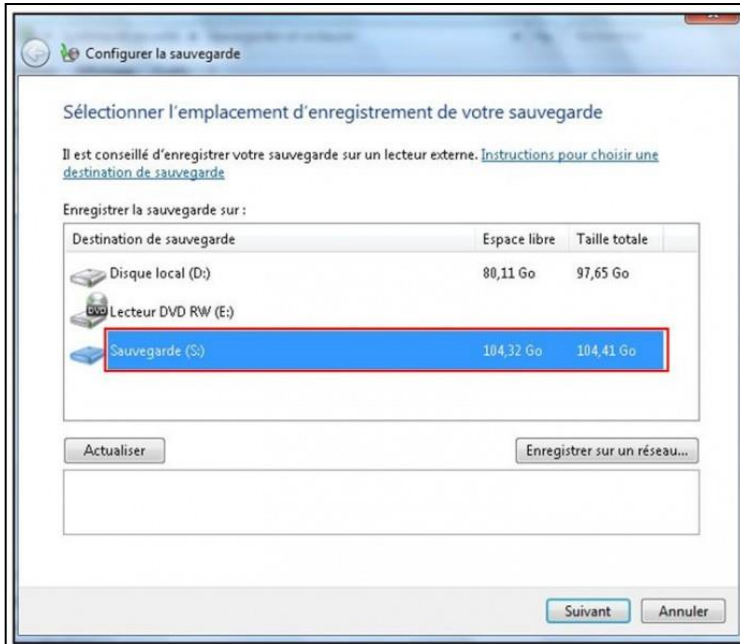 Configurer la sauvegarde
Sélectionner l'emplacement d'enregistrement de votre sauvegarde
Il est conseillé d'enregistrer votre sauvegarde sur un lecteur externe. Instructions pour choisir une
destination de sauvegarde
Enregistrer la sauvegarde sur :
Destination de sauvegarde Espace libre Taille totale
Disque local (D:) 80,11 Go 97,65 Go
DVD Lecteur DVD RW (E:)
Sauvegarde (S:) 104,32 Go 104,41 Go
Actualiser Enregistrer sur un réseau...
Suivant Annuler